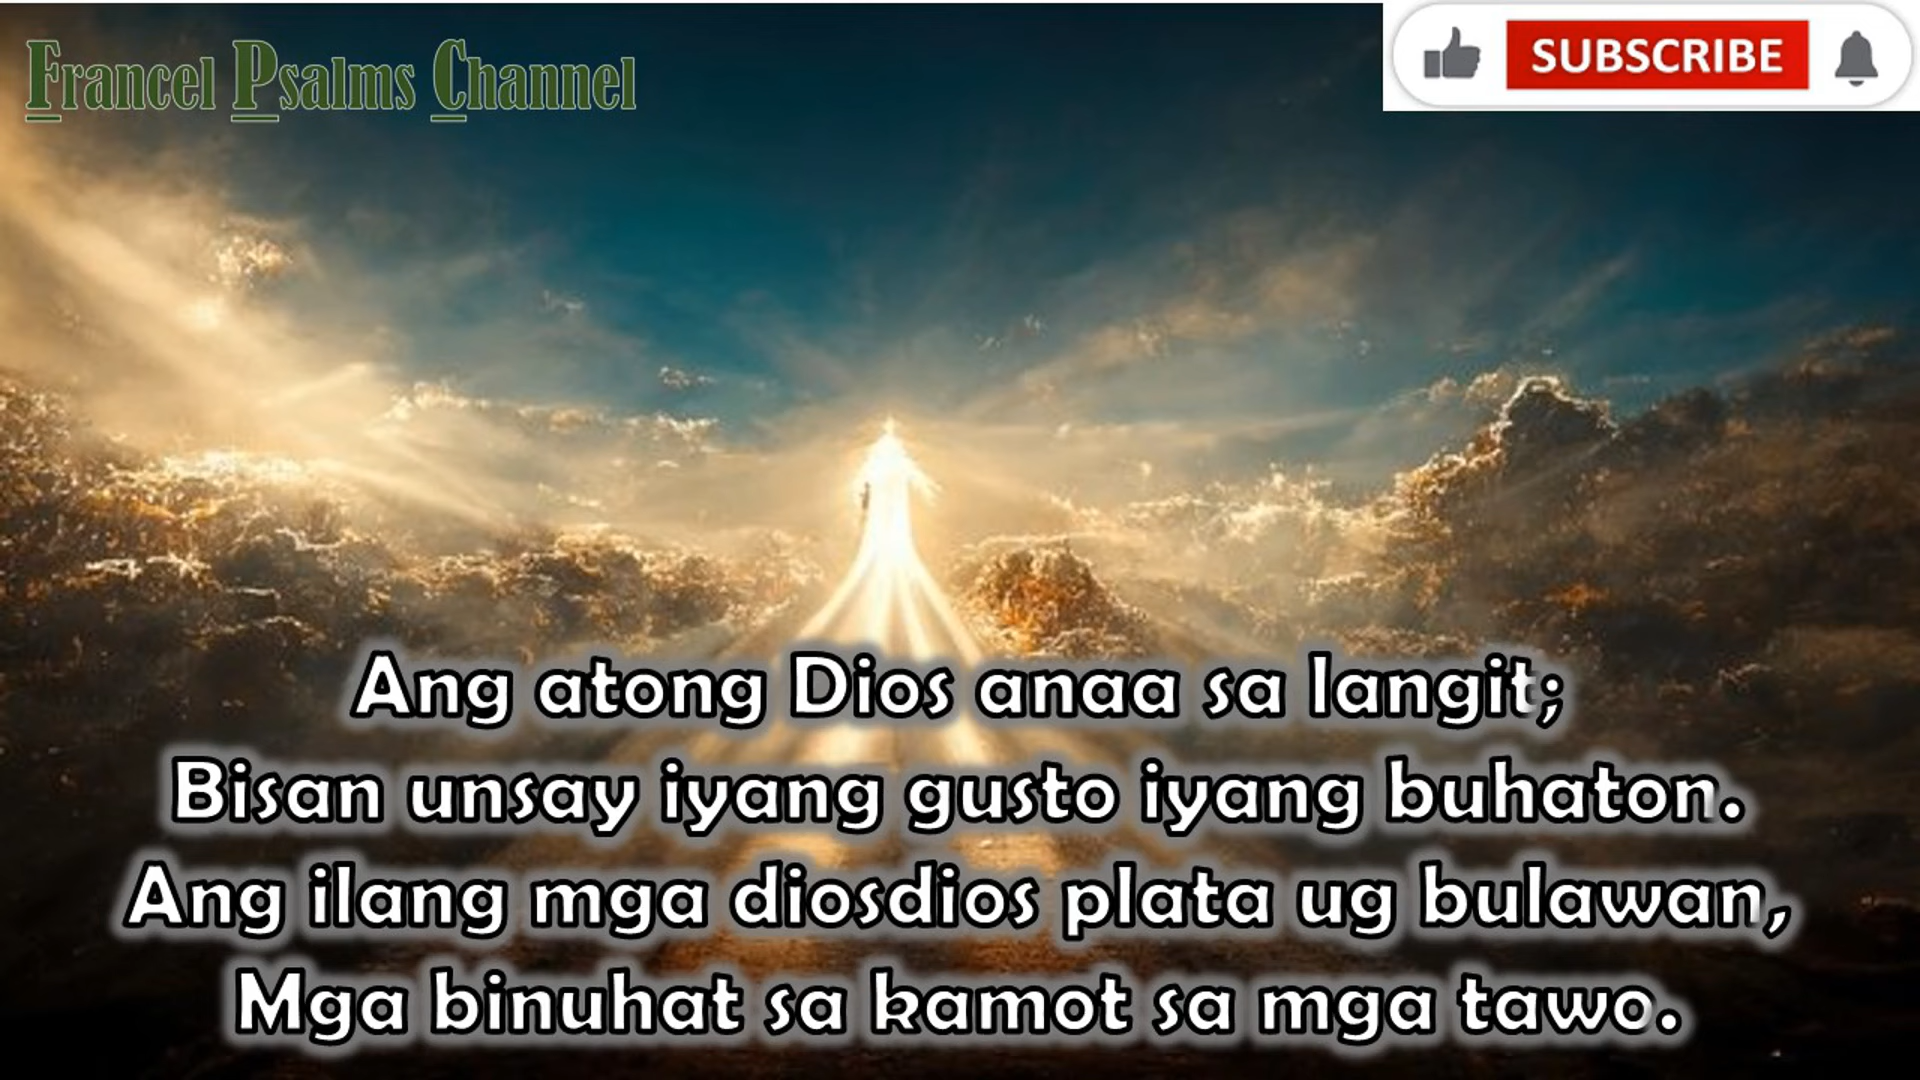 Francel Psalms Channel
SUBSCRIBE
Ang atong Dios anaa sa langit;
Bisan unsay iyang gusto iyang buhaton.
Ang ilang mga diosdios plata ug bulawan,
Mga binuhat sa kamot sa mga tawo.